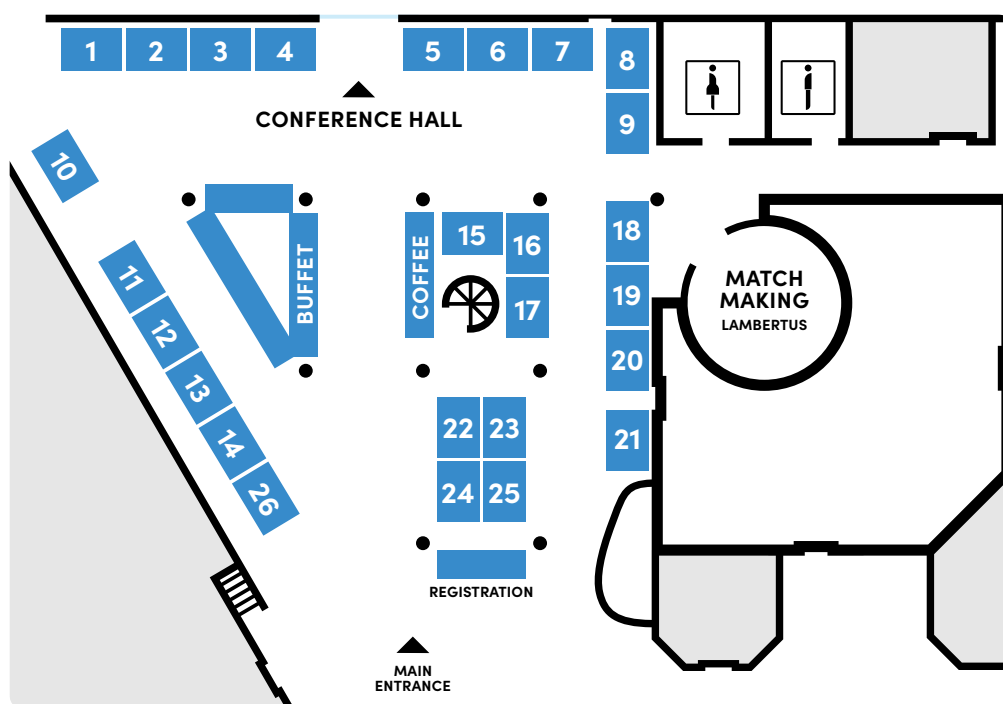 1 2 3 4 5 6 7 8
9
CONFERENCE HALL
10
11
12
13
14
26
BUFFET
COFFEE
15
16
17
18
19
20
21
MATCH
MAKING
LAMBERTUS
22 23
24 25
REGISTRATION
MAIN
ENTRANCE